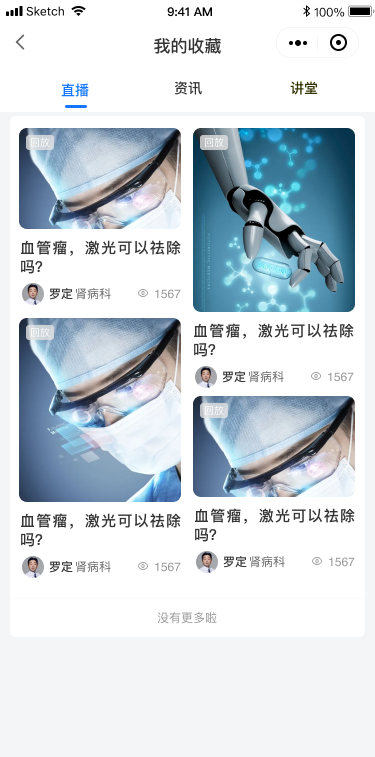 Sketch 9:41 AM 100%
我的收藏
直播 资讯 讲堂
回放
血管瘤，激光可以祛除
吗?
罗定 肾病科 1567
回放
血管瘤，激光可以祛除
吗?
罗定 肾病科 1567
回放
血管瘤，激光可以祛除
吗?
罗定 肾病科 1567
回放
血管瘤，激光可以祛除
吗?
罗定 肾病科 1567
没有更多啦